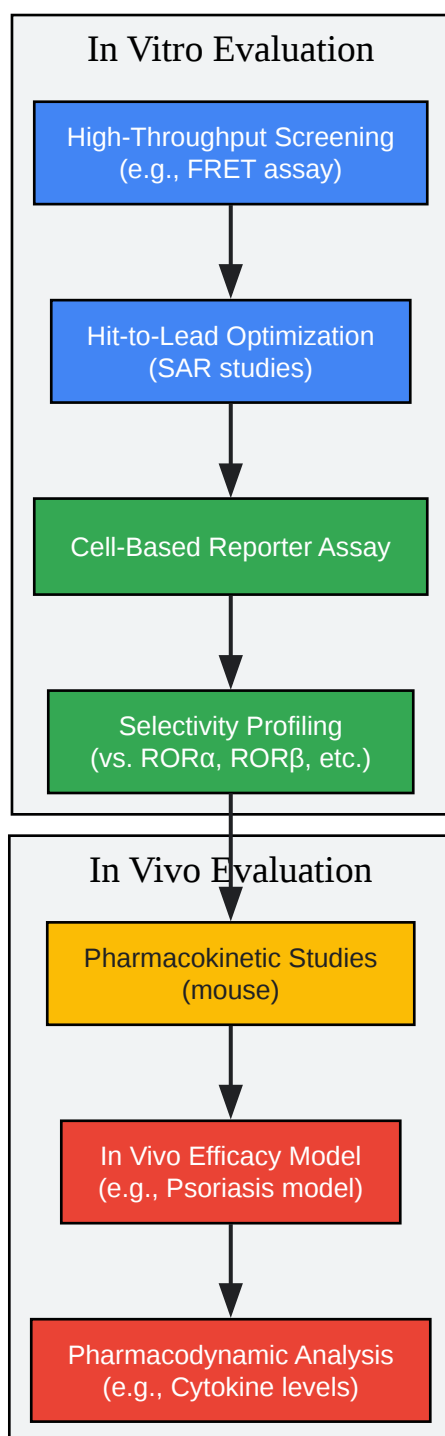 In Vitro Evaluation
High-Throughput Screening
(e.g., FRET assay)
Hit-to-Lead Optimization
(SAR studies)
Cell-Based Reporter Assay
Selectivity Profiling
(vs. RORα, RORβ, etc.)
In Vivo Evaluation
Pharmacokinetic Studies
(mouse)
In Vivo Efficacy Model
(e.g., Psoriasis model)
Pharmacodynamic Analysis
(e.g., Cytokine levels)